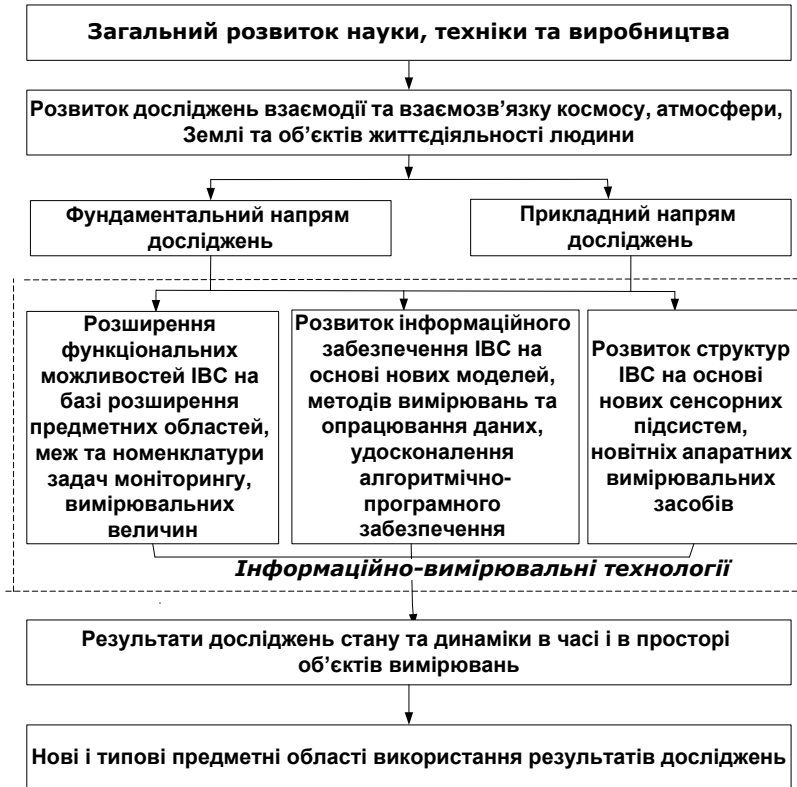 Загальний розвиток науки, техніки та виробництва
Розвиток досліджень взаємодії та взаємозв'язку космосу, атмосфери,
Землі та об'єктів життєдіяльності людини
Фундаментальний напрям
досліджень
Прикладний напрям
досліджень
Розширення
функціональних
можливостей ІВС на
базі розширення
предметних областей,
меж та номенклатури
задач моніторингу,
вимірювальних
величин
Розвиток інформаційного
забезпечення ІВС на
основі нових моделей,
методів вимірювань та
опрацювання даних,
удосконалення
алгоритмічно-
програмного
забезпечення
Розвиток структур
ІВС на основі
нових сенсорних
підсистем,
новітніх апаратних
вимірювальних
засобів
Інформаційно-вимірювальні технології
Результати досліджень стану та динаміки в часі і в просторі
об'єктів вимірювань
Нові і типові предметні області використання результатів досліджень